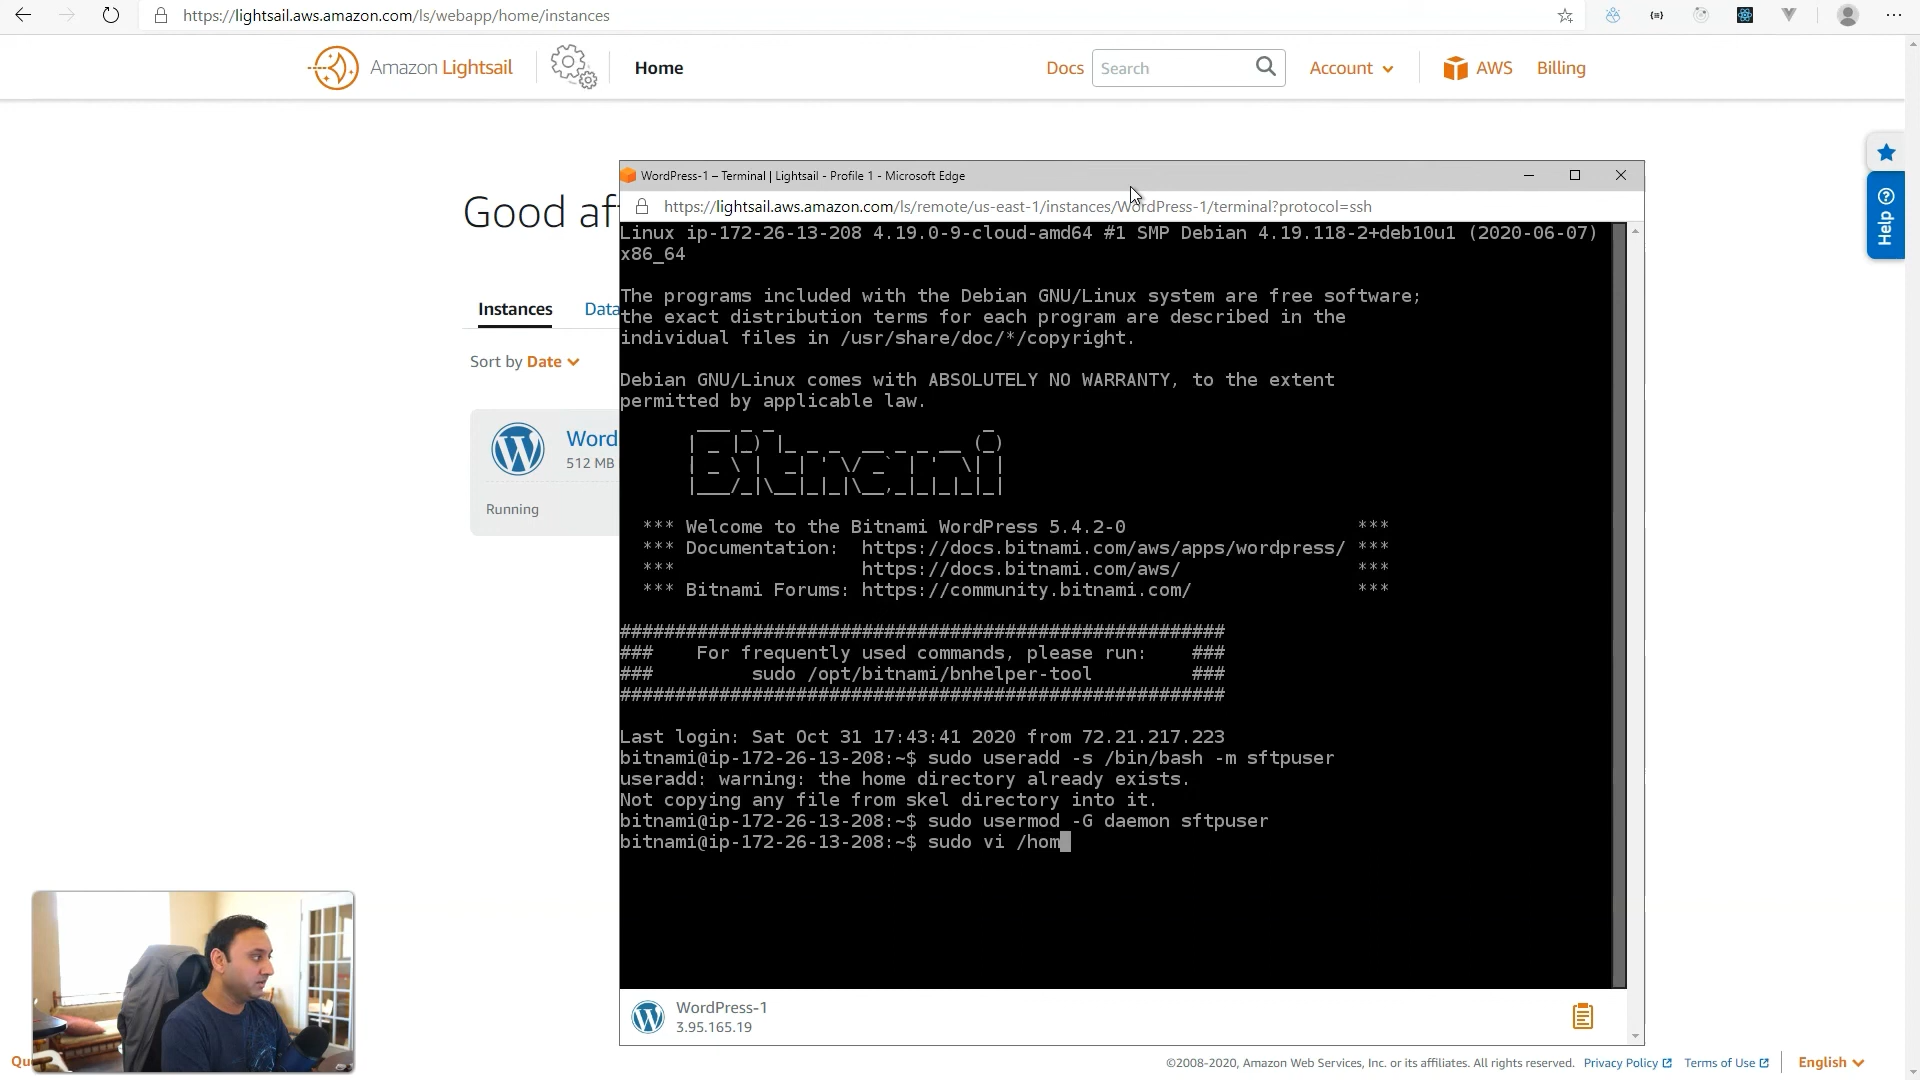 https://lightsail.aws.amazon.com/ls/webapp/home/instances
Amazon Lightsail
Home
Docs
Search
Account
AWS
Billing
Good af
Help
Instances
Data
Sort by Date
Word
512 MB
Running
WordPress-1 – Terminal | Lightsail - Profile 1 - Microsoft Edge
https://lightsail.aws.amazon.com/ls/remote/us-east-1/instances/WordPress-1/terminal?protocol=ssh
Linux ip-172-26-13-208 4.19.0-9-cloud-amd64 #1 SMP Debian 4.19.118-2+deb10u1 (2020-06-07)
x86_64
The programs included with the Debian GNU/Linux system are free software;
the exact distribution terms for each program are described in the
individual files in /usr/share/doc/*/copyright.
Debian GNU/Linux comes with ABSOLUTELY NO WARRANTY, to the extent
permitted by applicable law.
Bitnami
*** Welcome to the Bitnami WordPress 5.4.2-0 ***
*** Documentation: https://docs.bitnami.com/aws/apps/wordpress/ ***
*** https://docs.bitnami.com/aws/ ***
*** Bitnami Forums: https://community.bitnami.com/ ***
#######################################################
### For frequently used commands, please run: ###
### sudo /opt/bitnami/bnhelper-tool ###
#######################################################
Last login: Sat Oct 31 17:43:41 2020 from 72.21.217.223
bitnami@ip-172-26-13-208:~$ sudo useradd -s /bin/bash -m sftpuser
useradd: warning: the home directory already exists.
Not copying any file from skel directory into it.
bitnami@ip-172-26-13-208:~$ sudo usermod -G daemon sftpuser
bitnami@ip-172-26-13-208:~$ sudo vi /hom
WordPress-1
3.95.165.19
Qu
©2008-2020, Amazon Web Services, Inc. or its affiliates. All rights reserved.
Privacy Policy
Terms of Use
English